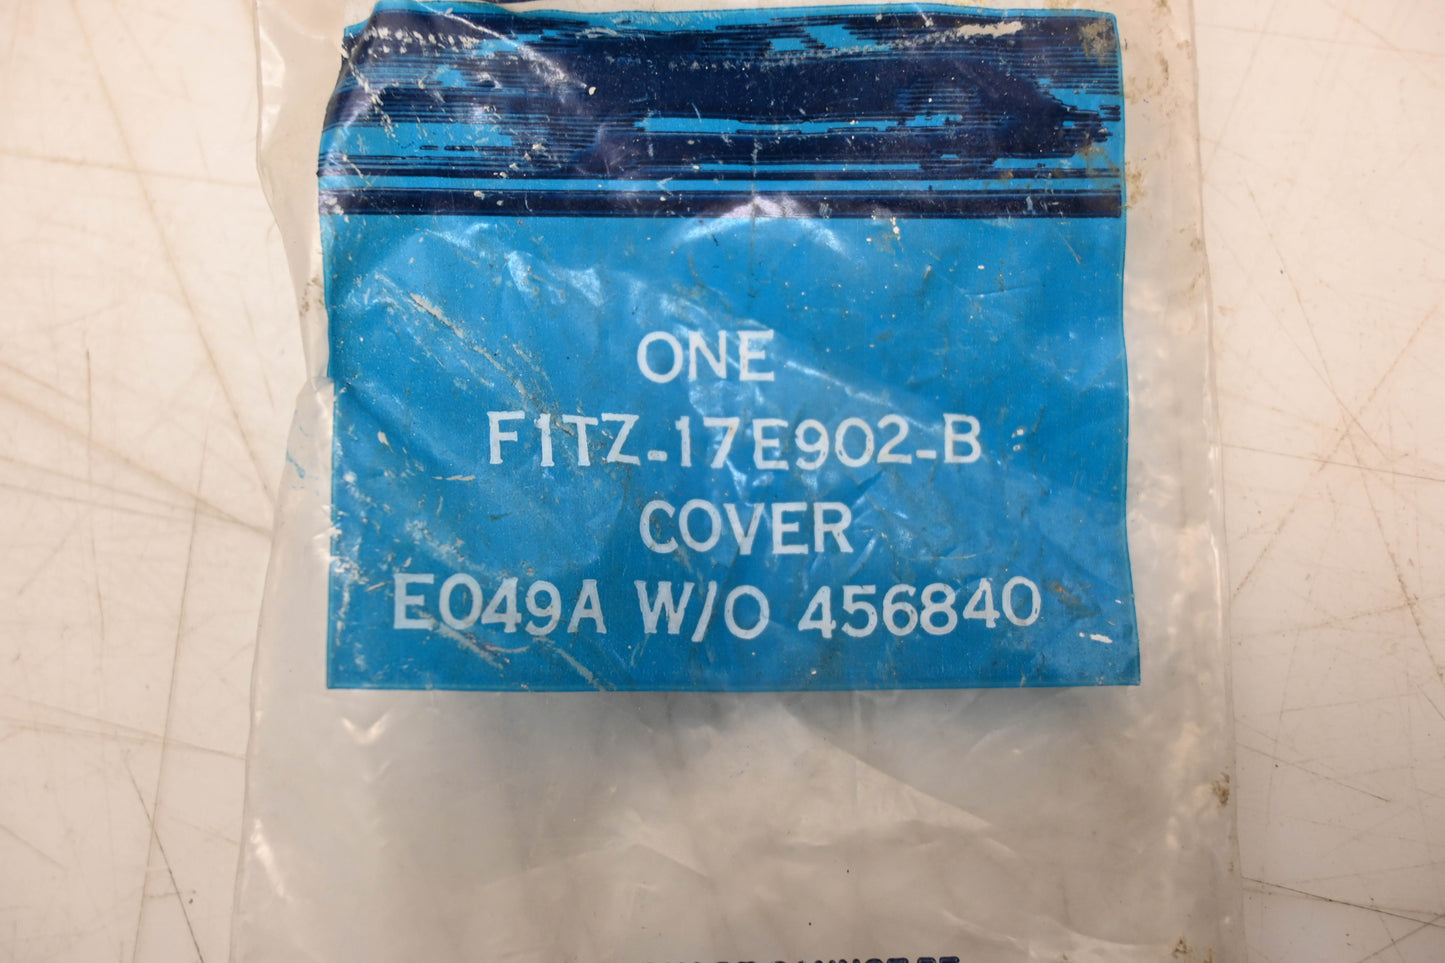 ONE
F1TZ-17E902-B
COVER
E049A W/O 456840